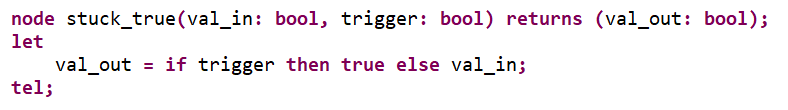 node stuck_true(val_in: bool, trigger: bool) returns (val_out: bool);
let
    val_out = if trigger then true else val_in;
tel;